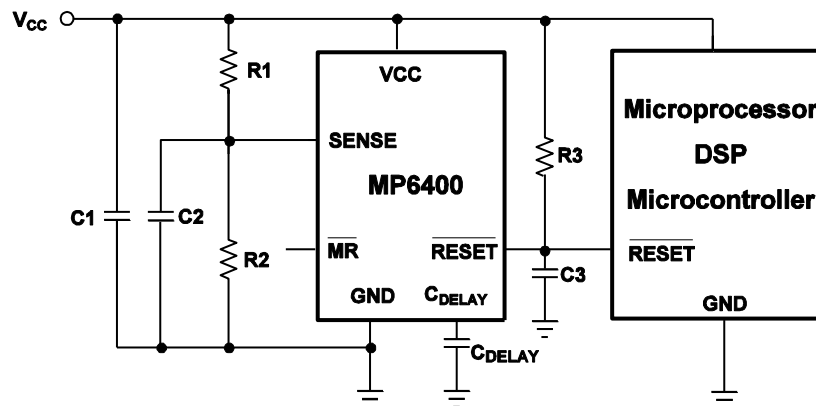 VCC
R1
VCC
Microprocessor
DSP
Microcontroller
SENSE
R3
MP6400
C1
C2
R2
MR
RESET
RESET
C3
GND
CDELAY
GND
CDELAY